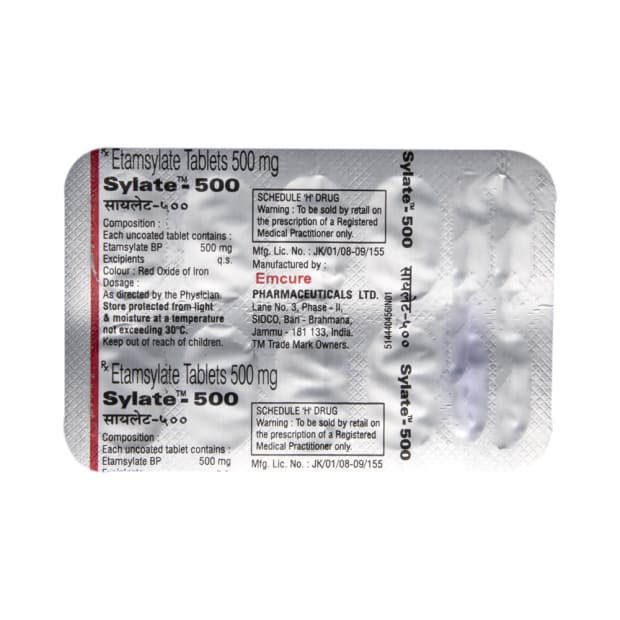 Rx Etamsylate Tablets 500 mg
Sylate™-500
सायलेट-५००
Composition :
Each uncoated tablet contains :
Etamsylate BP 500 mg
Excipients q.s.
Colour : Red Oxide of Iron
Dosage :
As directed by the Physician.
Store protected from light
& moisture at a temperature
not exceeding 30°C.
Keep out of reach of children.
SCHEDULE 'H' DRUG
Warning : To be sold by retail on
the prescription of a Registered
Medical Practitioner only.
Mfg. Lic. No. : JK/01/08-09/155
Manufactured by :
Emcure
PHARMACEUTICALS LTD.
Lane No. 3, Phase - II,
SIDCO, Bari - Brahmana,
Jammu - 181 133, India.
TM Trade Mark Owners.
Rx Etamsylate Tablets 500 mg
Sylate™-500
सायलेट-५००
Composition :
Each uncoated tablet contains :
Etamsylate BP 500 mg
SCHEDULE 'H' DRUG
Warning : To be sold by retail on
the prescription of a Registered
Medical Practitioner only.
Mfg. Lic. No. : JK/01/08-09/155
Sylate™-500 सायलेट-५०० Sylate™-500